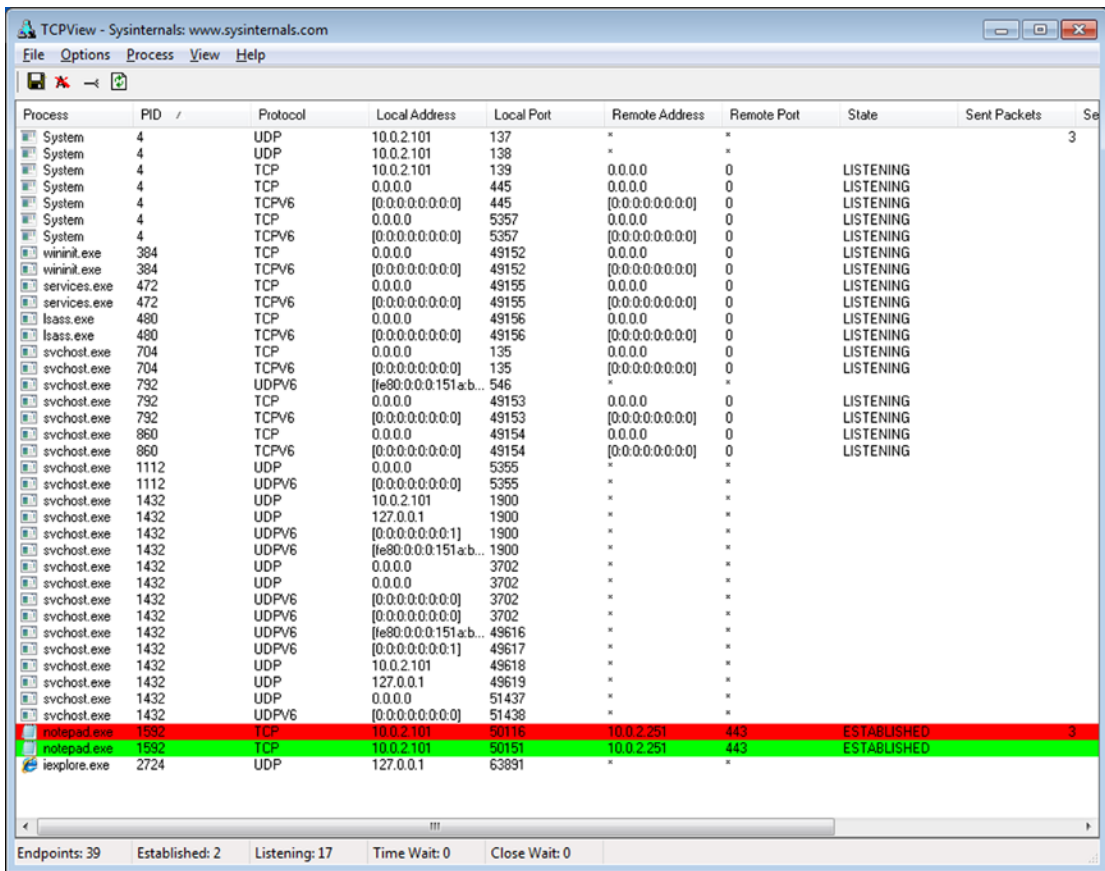 TCPView - Sysinternals: www.sysinternals.com
File Options Process View Help
Process PID / Protocol Local Address Local Port Remote Address Remote Port State Sent Packets Se
System 4 UDP 10.0.2.101 137 * * 3
System 4 UDP 10.0.2.101 138 * *
System 4 TCP 10.0.2.101 139 0.0.0.0 0 LISTENING
System 4 TCP 0.0.0.0 445 0.0.0.0 0 LISTENING
System 4 TCPV6 [0:0:0:0:0:0:0:0] 445 [0:0:0:0:0:0:0:0] 0 LISTENING
System 4 TCP 0.0.0.0 5357 0.0.0.0 0 LISTENING
System 4 TCPV6 [0:0:0:0:0:0:0:0] 5357 [0:0:0:0:0:0:0:0] 0 LISTENING
wininit.exe 384 TCP 0.0.0.0 49152 0.0.0.0 0 LISTENING
wininit.exe 384 TCPV6 [0:0:0:0:0:0:0:0] 49152 [0:0:0:0:0:0:0:0] 0 LISTENING
services.exe 472 TCP 0.0.0.0 49155 0.0.0.0 0 LISTENING
services.exe 472 TCPV6 [0:0:0:0:0:0:0:0] 49155 [0:0:0:0:0:0:0:0] 0 LISTENING
lsass.exe 480 TCP 0.0.0.0 49156 0.0.0.0 0 LISTENING
lsass.exe 480 TCPV6 [0:0:0:0:0:0:0:0] 49156 [0:0:0:0:0:0:0:0] 0 LISTENING
svchost.exe 704 TCP 0.0.0.0 135 0.0.0.0 0 LISTENING
svchost.exe 704 TCPV6 [0:0:0:0:0:0:0:0] 135 [0:0:0:0:0:0:0:0] 0 LISTENING
svchost.exe 792 UDPV6 [fe80:0:0:0:151a:b... 546 * *
svchost.exe 792 TCP 0.0.0.0 49153 0.0.0.0 0 LISTENING
svchost.exe 792 TCPV6 [0:0:0:0:0:0:0:0] 49153 [0:0:0:0:0:0:0:0] 0 LISTENING
svchost.exe 860 TCP 0.0.0.0 49154 0.0.0.0 0 LISTENING
svchost.exe 860 TCPV6 [0:0:0:0:0:0:0:0] 49154 [0:0:0:0:0:0:0:0] 0 LISTENING
svchost.exe 1112 UDP 0.0.0.0 5355 * *
svchost.exe 1112 UDPV6 [0:0:0:0:0:0:0:0] 5355 * *
svchost.exe 1432 UDP 10.0.2.101 1900 * *
svchost.exe 1432 UDP 127.0.0.1 1900 * *
svchost.exe 1432 UDPV6 [0:0:0:0:0:0:0:1] 1900 * *
svchost.exe 1432 UDPV6 [fe80:0:0:0:151a:b... 1900 * *
svchost.exe 1432 UDP 0.0.0.0 3702 * *
svchost.exe 1432 UDP 0.0.0.0 3702 * *
svchost.exe 1432 UDPV6 [0:0:0:0:0:0:0:0] 3702 * *
svchost.exe 1432 UDPV6 [0:0:0:0:0:0:0:0] 3702 * *
svchost.exe 1432 UDPV6 [fe80:0:0:0:151a:b... 49616 * *
svchost.exe 1432 UDPV6 [0:0:0:0:0:0:0:1] 49617 * *
svchost.exe 1432 UDP 10.0.2.101 49618 * *
svchost.exe 1432 UDP 127.0.0.1 49619 * *
svchost.exe 1432 UDP 0.0.0.0 51437 * *
svchost.exe 1432 UDPV6 [0:0:0:0:0:0:0:0] 51438 * *
notepad.exe 1592 TCP 10.0.2.101 50116 10.0.2.251 443 ESTABLISHED 3
notepad.exe 1592 TCP 10.0.2.101 50151 10.0.2.251 443 ESTABLISHED
iexplore.exe 2724 UDP 127.0.0.1 63891 * *
Endpoints: 39 Established: 2 Listening: 17 Time Wait: 0 Close Wait: 0